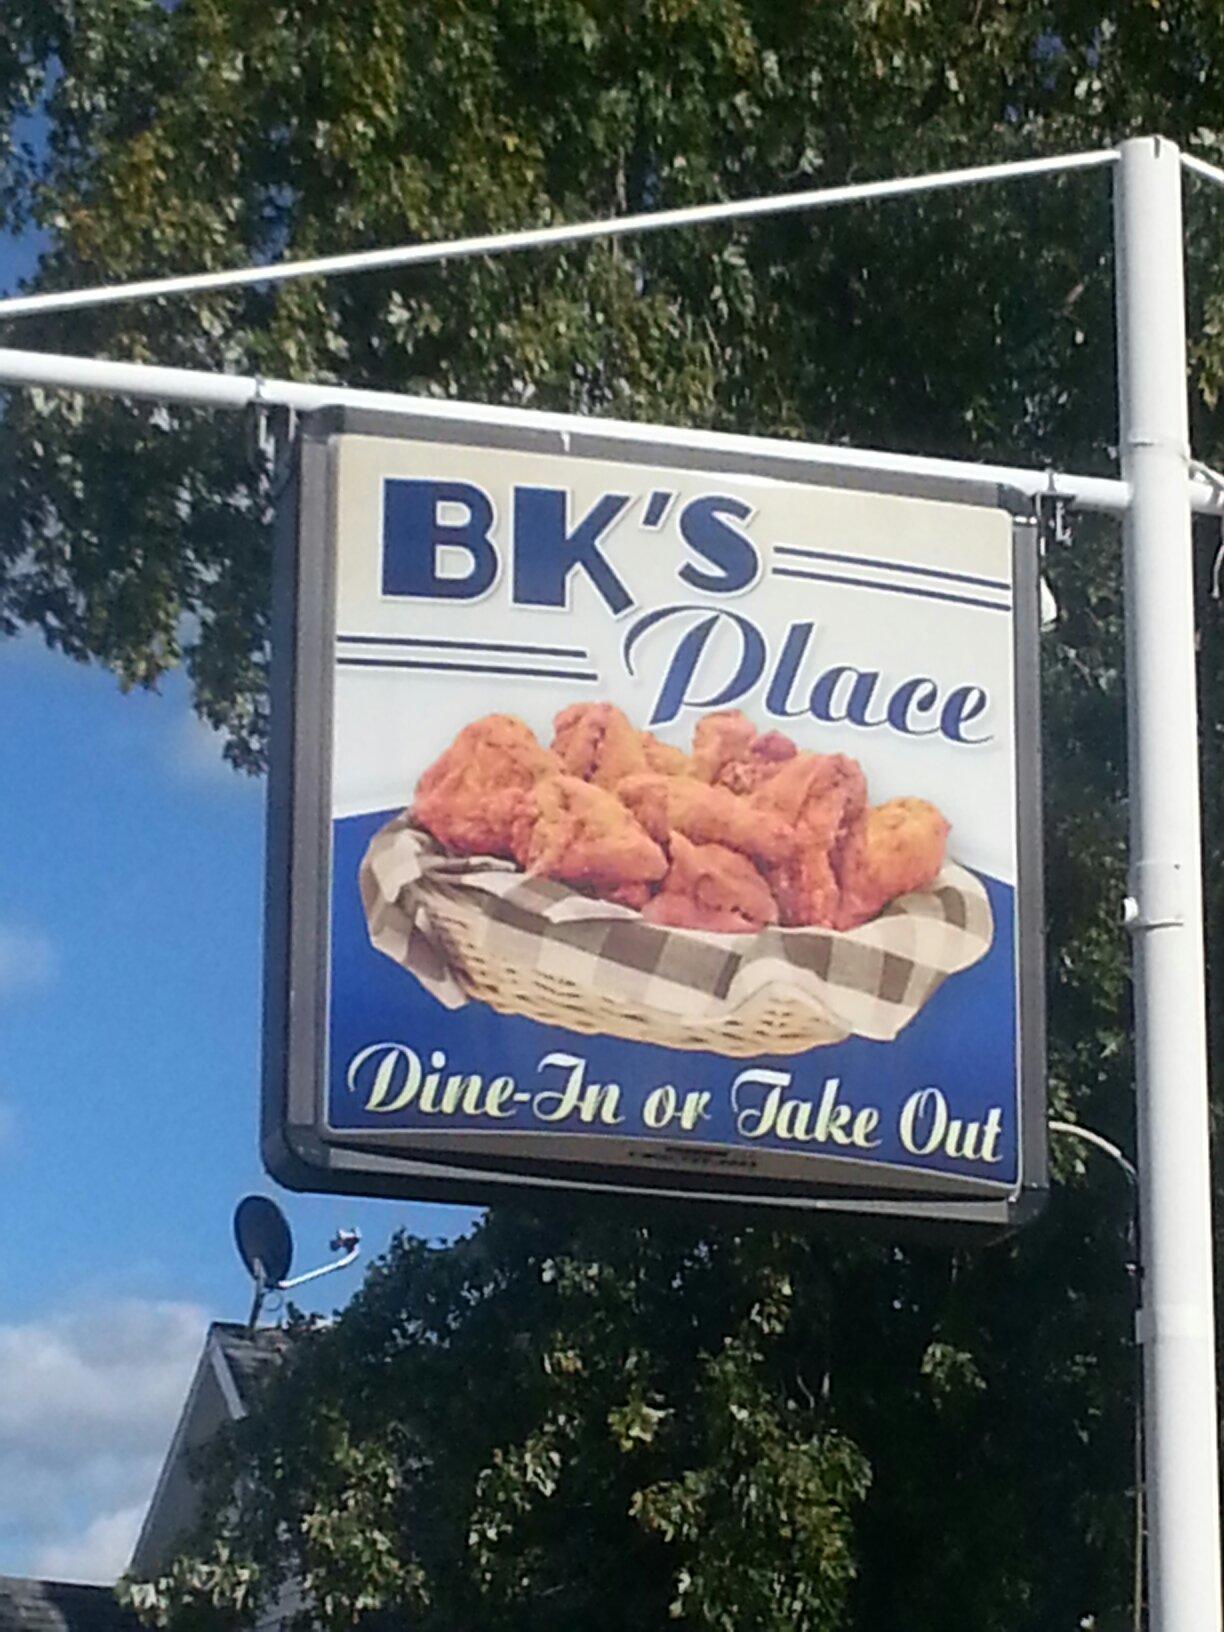 BK'S
Place
Dine-In or Take Out